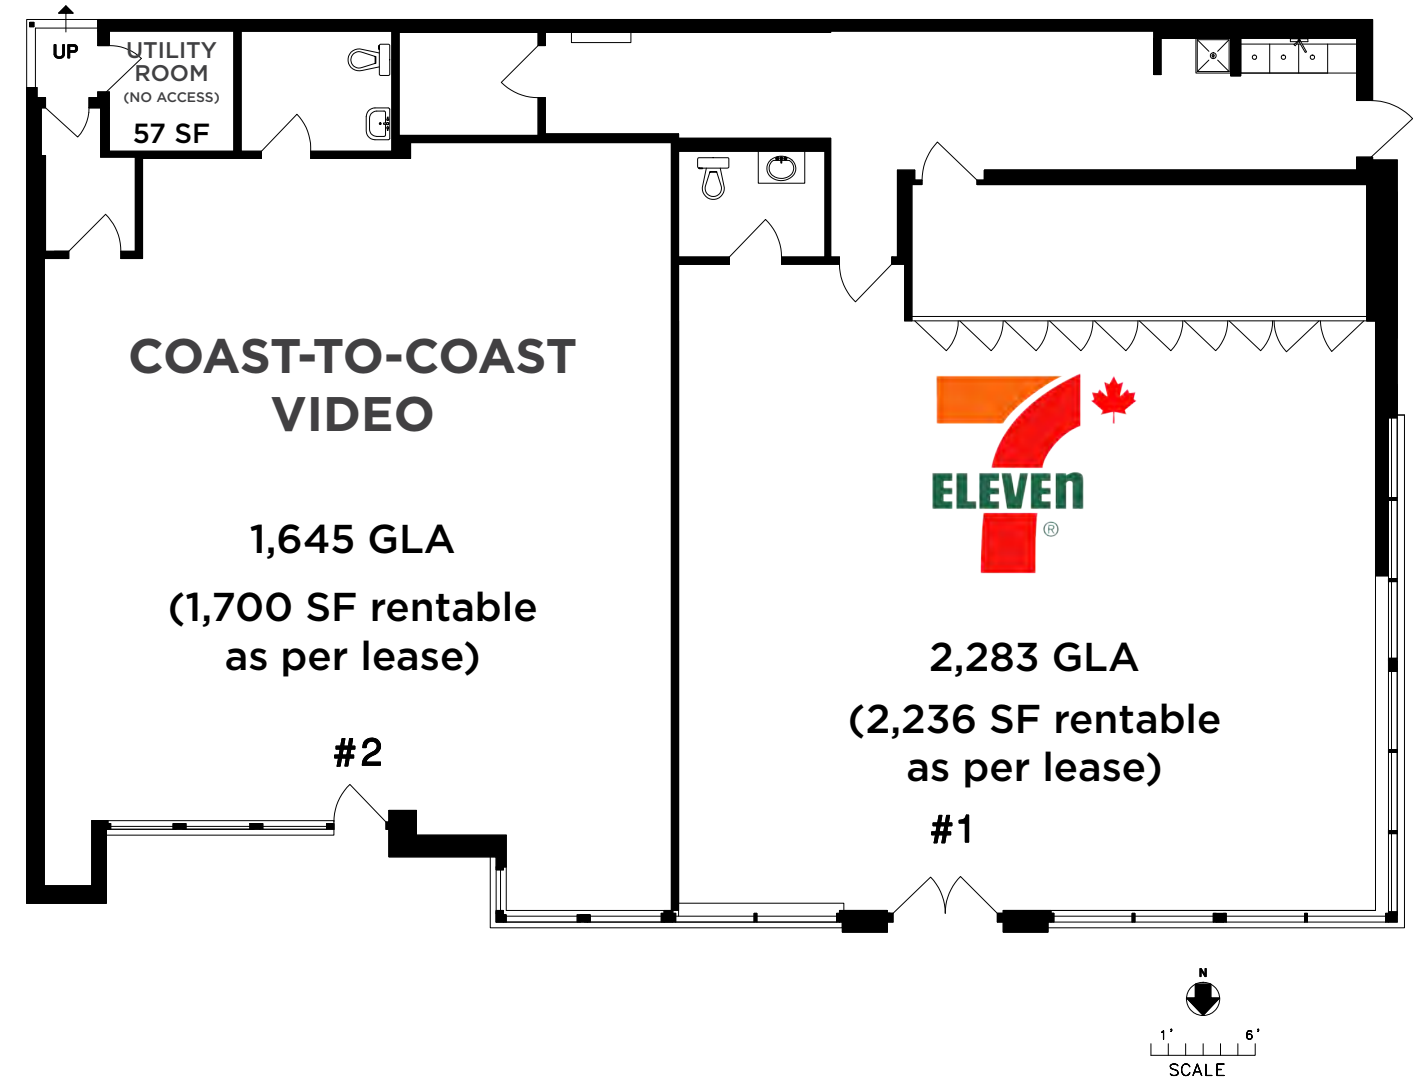 UP
UTILITY
ROOM
(NO ACCESS)
57 SF
COAST-TO-COAST
VIDEO
1,645 GLA
(1,700 SF rentable
as per lease)
#2
7
ELEVEn
®
2,283 GLA
(2,236 SF rentable
as per lease)
#1
N
1' 6'
SCALE